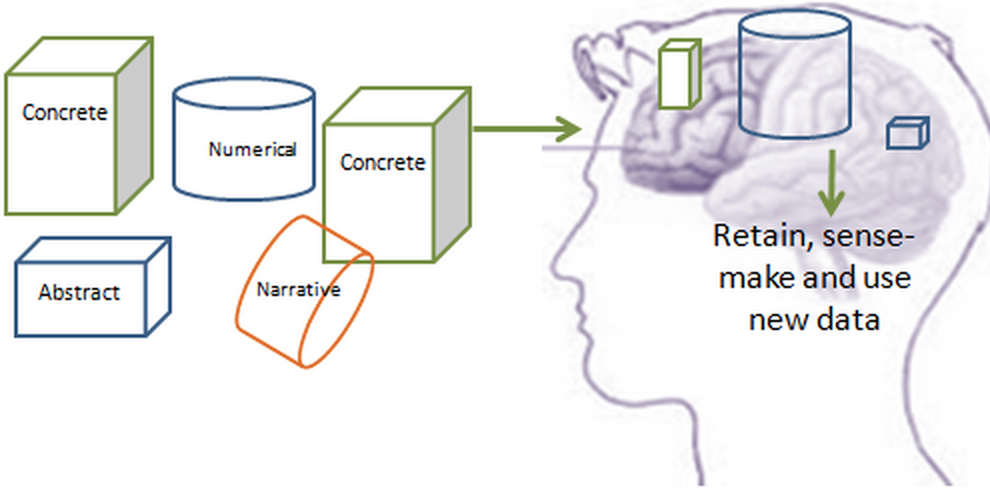 Concrete
Numerical
Concrete
Abstract
Narrative
Retain, sense-
make and use
new data